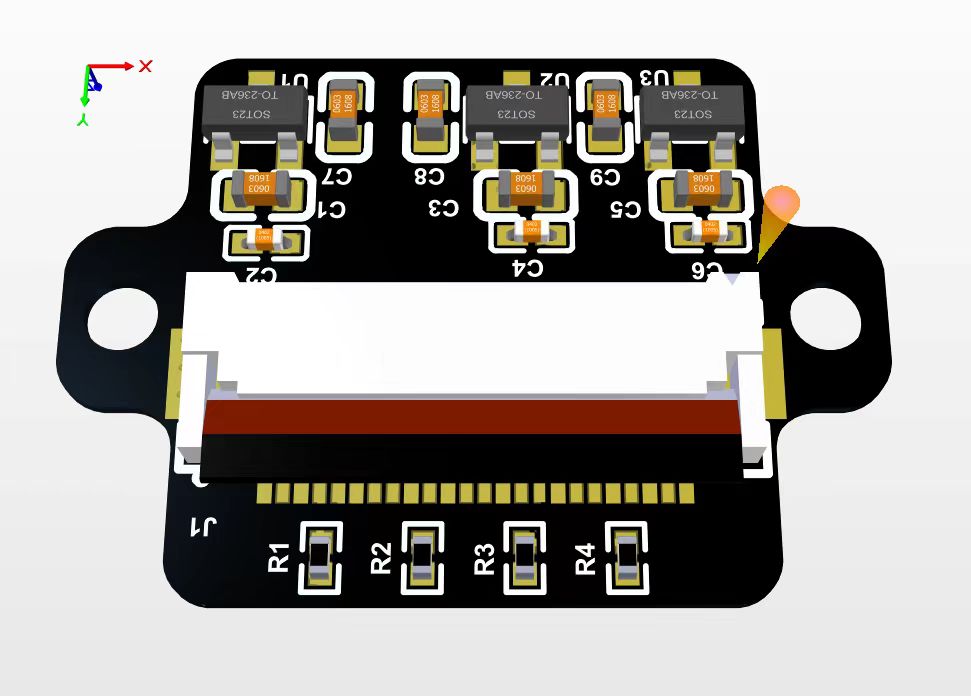 X
Y
U1
U2
U3
TO-236AB
SOT23
0603
1608
0603
1608
TO-236AB
SOT23
0603
1608
TO-236AB
SOT23
C7
C8
C9
1608
0603
1608
0603
1608
0603
C1
C3
C5
C2
C4
C6
J1
R1
R2
R3
R4